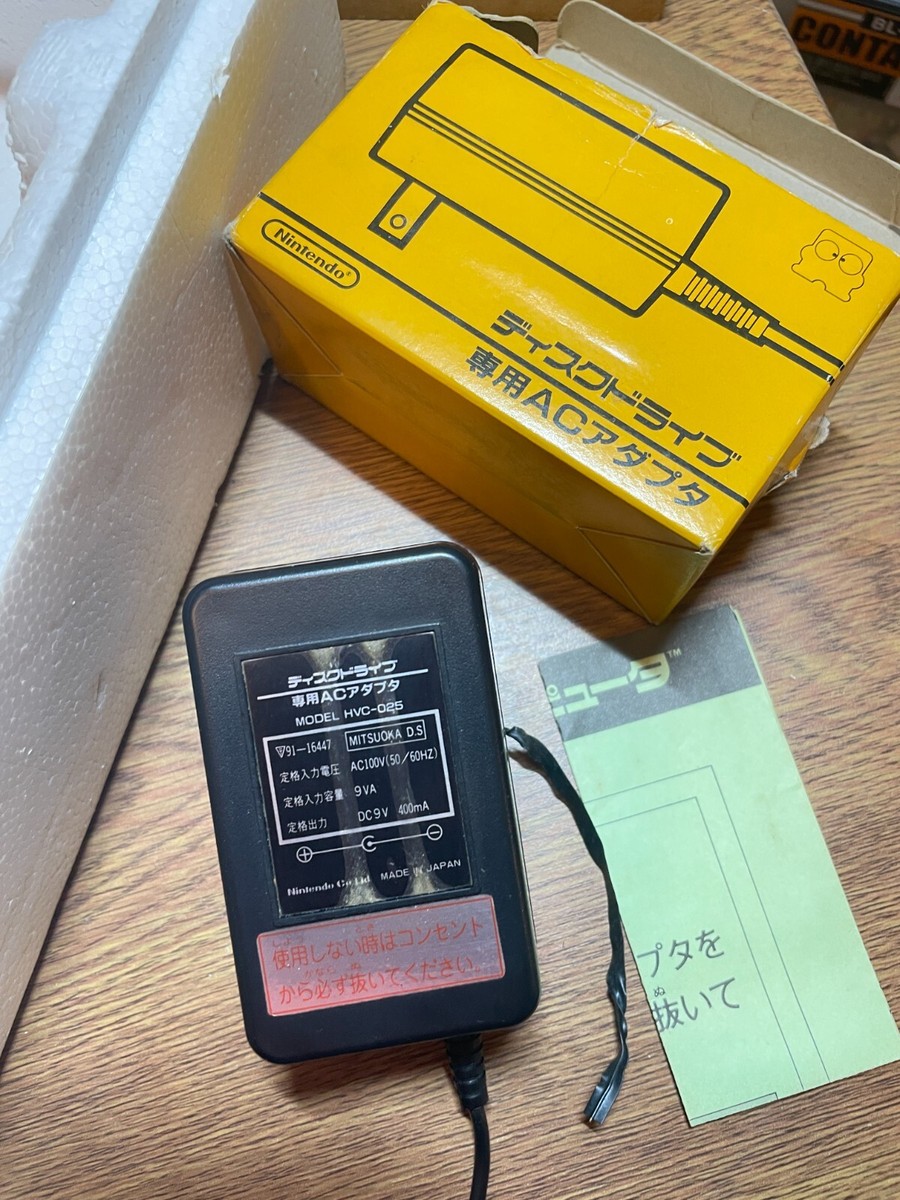 BL
CONTA
Nintendo
ディスクドライブ
専用ACアダプタ
ディスクドライブ
専用ACアダプタ
MODEL HVC-025
▽91-16447 MITSUOKA D.S
定格入力電圧 AC100V(50/60HZ)
定格入力容量 9VA
定格出力 DC9V 400mA
Nintendo Co Ltd MADE IN JAPAN
使用しない時はコンセント
から必ず抜いてください。
ピュータ™
プタを
抜いて